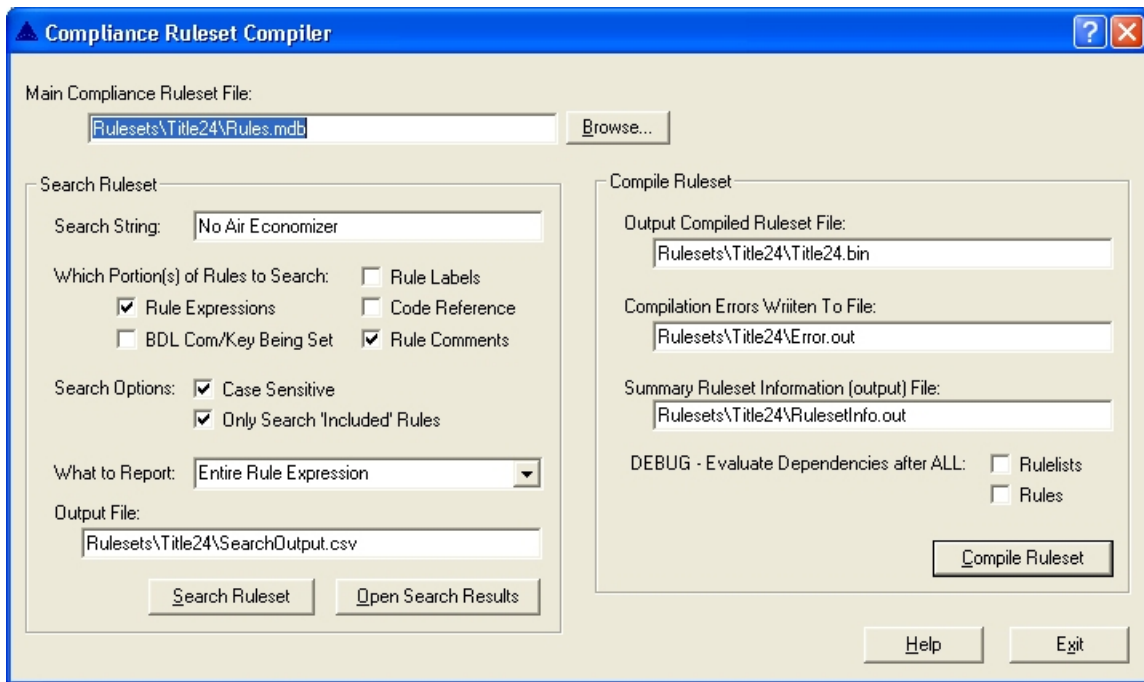 Compliance Ruleset Compiler
Main Compliance Ruleset File:
Rulesets\Title24\Rules.mdb
Browse...
Search Ruleset
Search String: No Air Economizer
Which Portion(s) of Rules to Search:
Rule Labels
Rule Expressions
Code Reference
BDL Com/Key Being Set
Rule Comments
Search Options: Case Sensitive
Only Search 'Included' Rules
What to Report: Entire Rule Expression
Output File:
Rulesets\Title24\SearchOutput.csv
Search Ruleset
Open Search Results
Compile Ruleset
Output Compiled Ruleset File:
Rulesets\Title24\Title24.bin
Compilation Errors Wriiten To File:
Rulesets\Title24\Error.out
Summary Ruleset Information (output) File:
Rulesets\Title24\RulesetInfo.out
DEBUG - Evaluate Dependencies after ALL: Rulelists
Rules
Compile Ruleset
Help
Exit